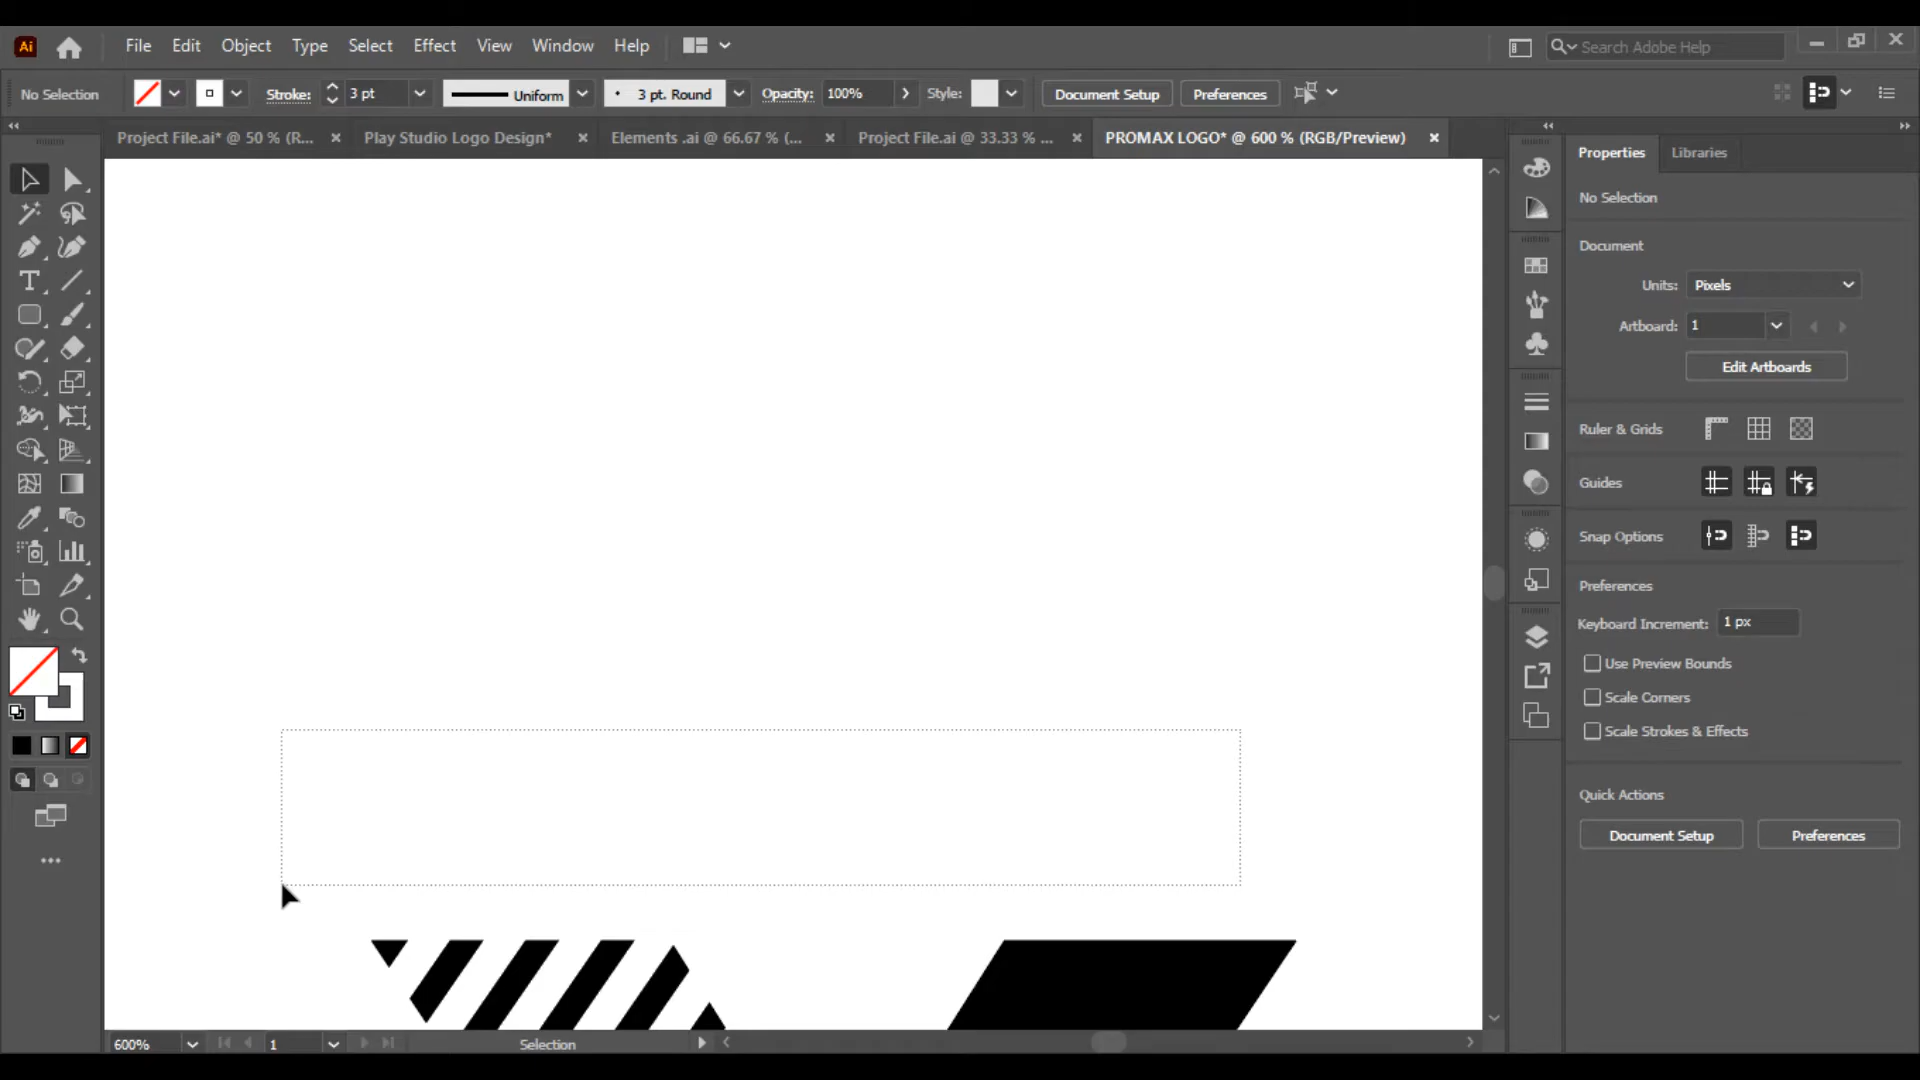 Ai File Edit Object Type Select Effect View Window Help Search Adobe Help
No Selection Stroke: 3 pt Uniform 3 pt. Round Opacity: 100% Style: Document Setup Preferences
Project File.ai* @ 50 % (R... Play Studio Logo Design* Elements .ai @ 66.67 % (... Project File.ai @ 33.33 % ... PROMAX LOGO* @ 600 % (RGB/Preview)
Properties Libraries
No Selection
Document
Units: Pixels
Artboard: 1
Edit Artboards
Ruler & Grids
Guides
Snap Options
Preferences
Keyboard Increment: 1 px
Use Preview Bounds
Scale Corners
Scale Strokes & Effects
Quick Actions
Document Setup Preferences
600% 1 Selection